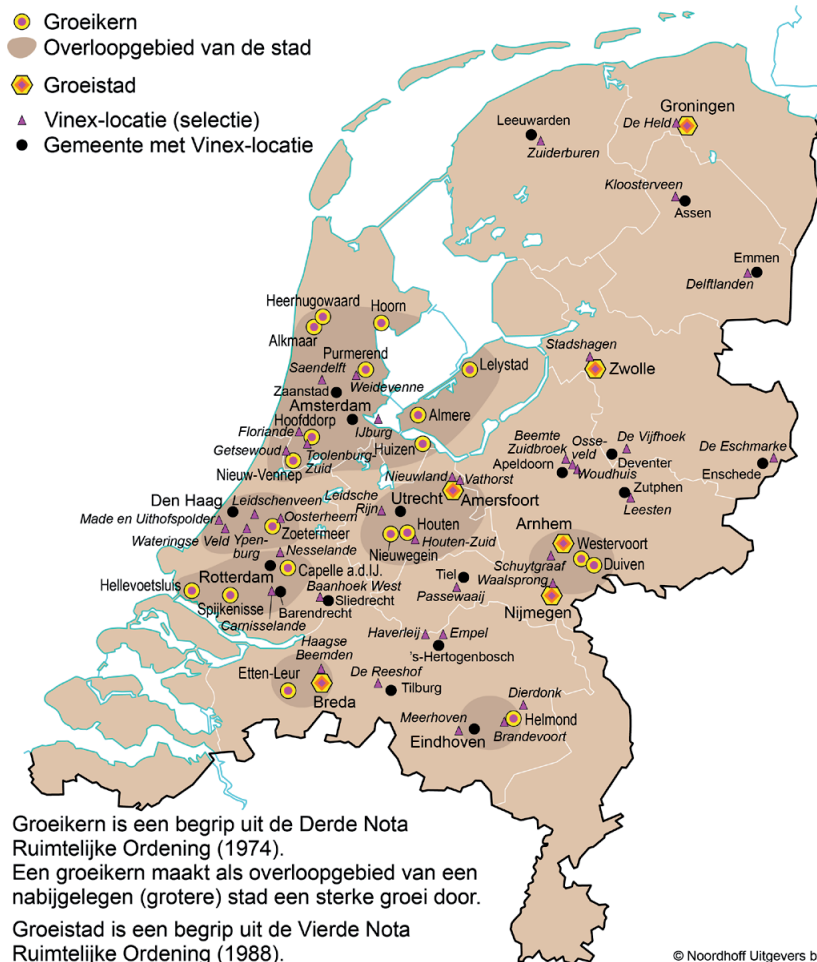 Groeikern
Overloopgebied van de stad
Groeistad
Vinex-locatie (selectie)
Gemeente met Vinex-locatie
Groningen
De Held
Leeuwarden
Zuiderburen
Kloosterveen
Assen
Emmen
Delftlanden
Heerhugowaard
Hoorn
Alkmaar
Purmerend
Saendelft
Weidevenne
Zaanstad
Lelystad
Stadshagen
Zwolle
Amsterdam
IJburg
Almere
Hoofddorp
Floriande
Getsewoud
Toolenburg-
Zuid
Huizen
Nieuw-Vennep
Beemte
Zuidbroek
Osse-
veld
De Vijfhoek
Apeldoorn
Woudhuis
Deventer
De Eschmarke
Enschede
Zutphen
Leesten
Nieuwland
Vathorst
Amersfoort
Den Haag
Leidschenveen
Leidsche
Rijn
Utrecht
Made en Uithofspolder
Oosterheem
Zoetermeer
Wateringse Veld
Ypen-
burg
Nesselande
Houten
Houten-Zuid
Nieuwegein
Arnhem
Westervoort
Duiven
Schuytgraaf
Waalsprong
Nijmegen
Hellevoetsluis
Rotterdam
Capelle a.d.IJ.
Spijkenisse
Baanhoek West
Sliedrecht
Barendrecht
Carnisselande
Tiel
Passewaaij
Haagse
Beemden
Haverleij
Empel
's-Hertogenbosch
Etten-Leur
Breda
De Reeshof
Tilburg
Dierdonk
Meerhoven
Helmond
Eindhoven
Brandevoort
Groeikern is een begrip uit de Derde Nota
Ruimtelijke Ordening (1974).
Een groeikern maakt als overloopgebied van een
nabijgelegen (grotere) stad een sterke groei door.
Groeistad is een begrip uit de Vierde Nota
Ruimtelijke Ordening (1988).
© Noordhoff Uitgevers b